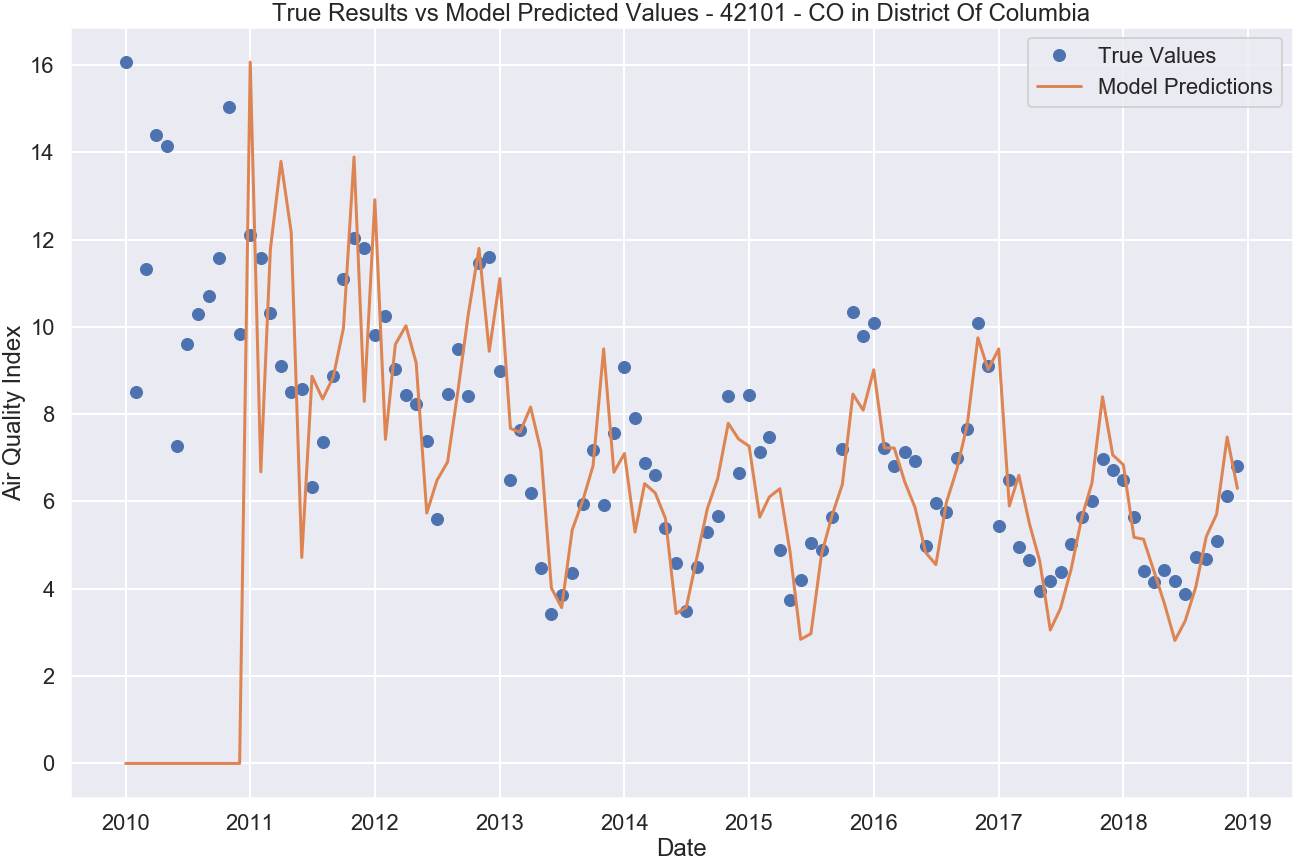 True Results vs Model Predicted Values - 42101 - CO in District Of Columbia
True Values
Model Predictions
Air Quality Index
16
14
12
10
8
6
4
2
0
2010 2011 2012 2013 2014 2015 2016 2017 2018 2019
Date